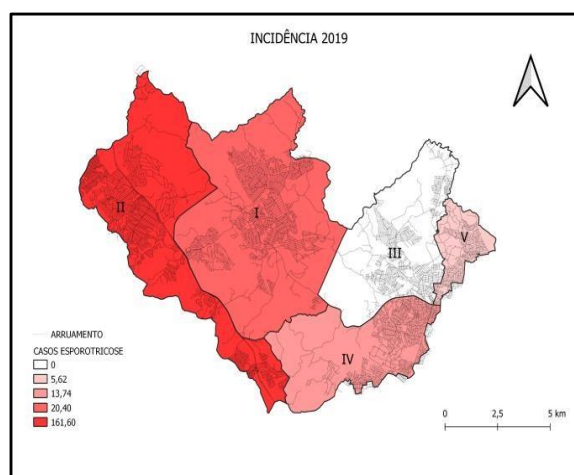 INCIDÊNCIA 2019
II
I
III
V
IV
ARRUAMENTO
CASOS ESPOROTRICOSE
0
5,62
13,74
20,40
161,60
0 2,5 5 km